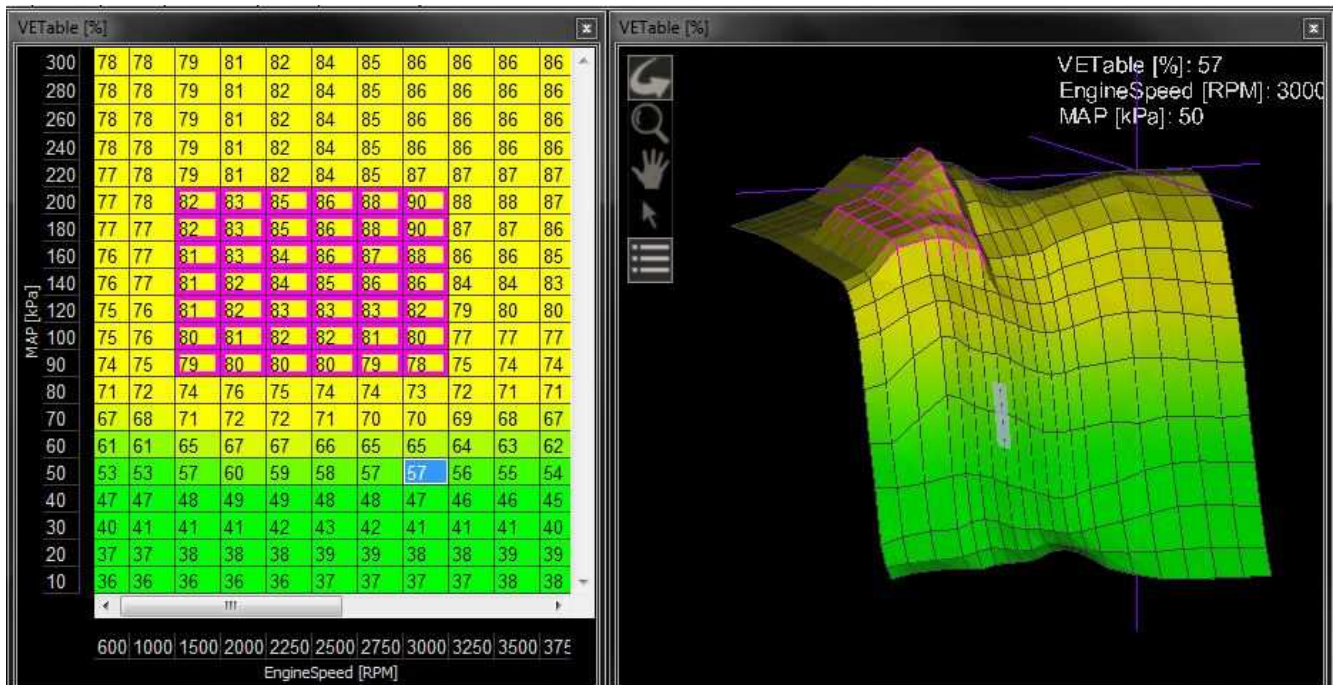 VETable [%]
300 78 78 79 81 82 84 85 86 86 86 86
280 78 78 79 81 82 84 85 86 86 86 86
260 78 78 79 81 82 84 85 86 86 86 86
240 78 78 79 81 82 84 85 86 86 86 86
220 77 78 79 81 82 84 85 87 87 87 87
200 77 78 82 83 85 86 88 90 88 88 87
180 77 77 82 83 85 86 88 90 87 87 86
160 76 77 81 83 84 86 87 88 86 86 85
140 76 77 81 82 84 85 86 86 84 84 83
120 75 76 81 82 83 83 83 82 79 80 80
100 75 76 80 81 82 82 81 80 77 77 77
90 74 75 79 80 80 80 79 78 75 74 74
80 71 72 74 76 75 74 74 73 72 71 71
70 67 68 71 72 72 71 70 70 69 68 67
60 61 61 65 67 67 66 65 65 64 63 62
50 53 53 57 60 59 58 57 57 56 55 54
40 47 47 48 49 49 48 48 47 46 46 45
30 40 41 41 41 42 43 42 41 41 41 40
20 37 37 38 38 38 39 39 38 38 39 39
10 36 36 36 36 36 37 37 37 37 38 38
MAP [kPa]
600 1000 1500 2000 2250 2500 2750 3000 3250 3500 375
EngineSpeed [RPM]
VETable [%]
VETable [%]: 57
EngineSpeed [RPM]: 3000
MAP [kPa]: 50